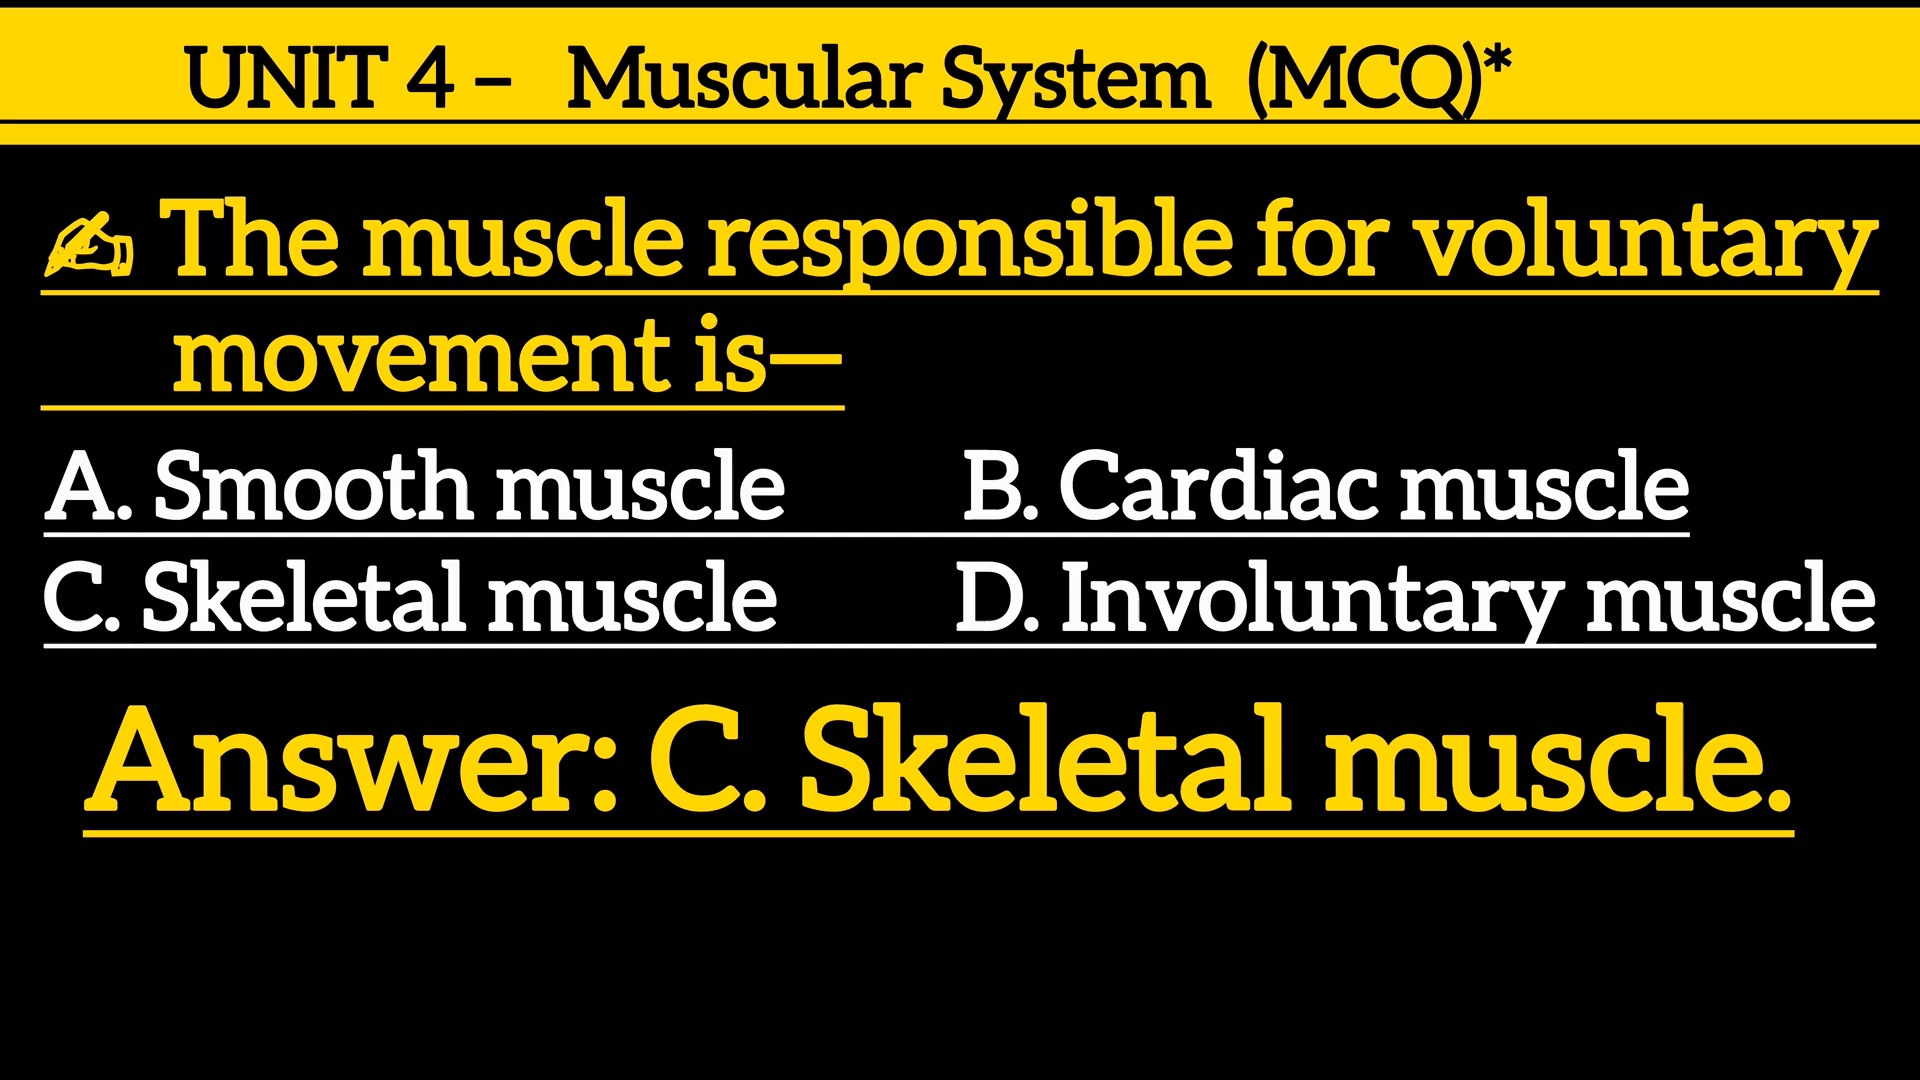 UNIT 4 – Muscular System (MCQ)*
✍ The muscle responsible for voluntary
movement is—
A. Smooth muscle B. Cardiac muscle
C. Skeletal muscle D. Involuntary muscle
Answer: C. Skeletal muscle.